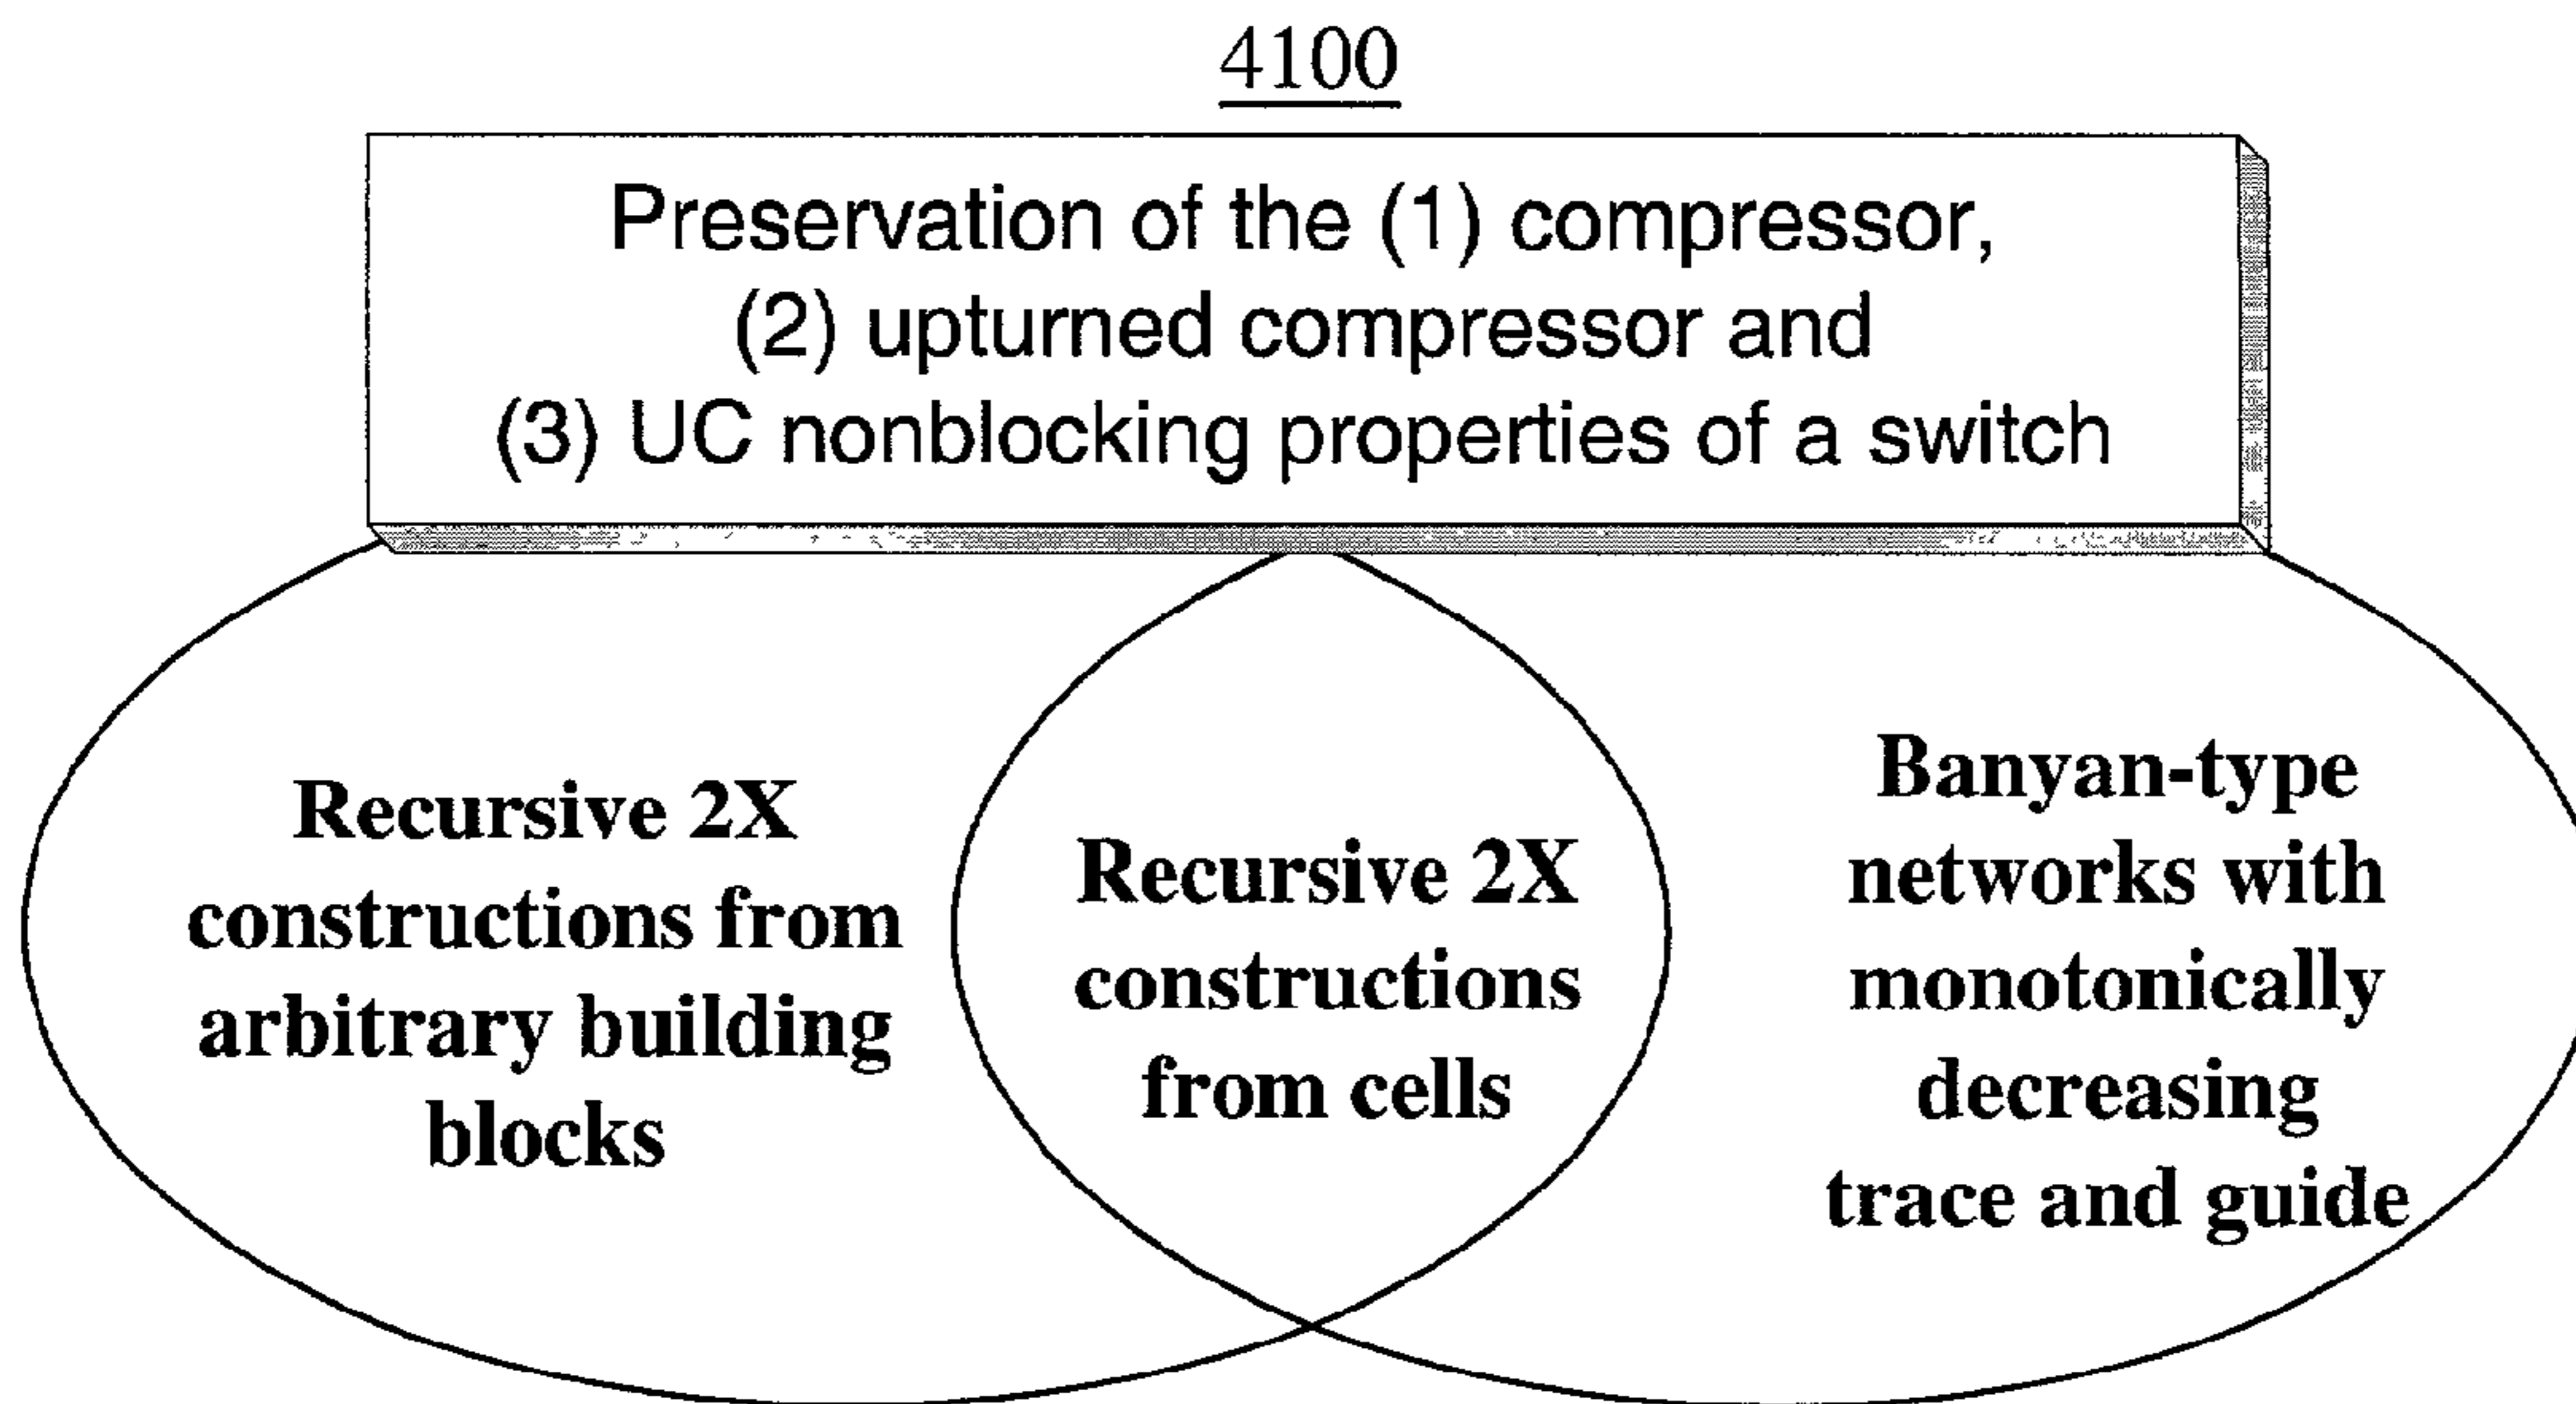 4100
Preservation of the (1) compressor,
(2) upturned compressor and
(3) UC nonblocking properties of a switch
Recursive 2X
constructions from
arbitrary building
blocks
Recursive 2X
constructions
from cells
Banyan-type
networks with
monotonically
decreasing
trace and guide